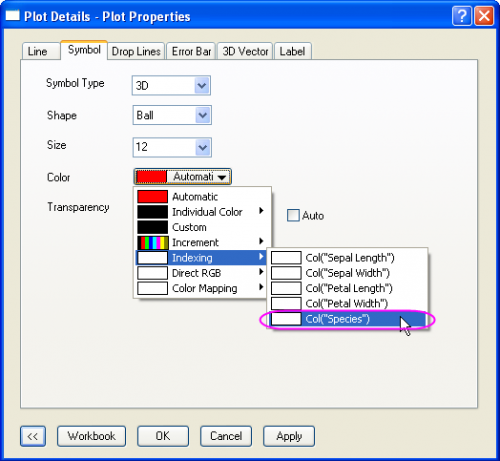 Plot Details - Plot Properties
Line Symbol Drop Lines Error Bar 3D Vector Label
Symbol Type 3D
Shape Ball
Size 12
Color Automati
Transparency
Automatic
Individual Color
Custom
Increment
Indexing
Direct RGB
Color Mapping
Auto
Col("Sepal Length")
Col("Sepal Width")
Col("Petal Length")
Col("Petal Width")
Col("Species")
<< Workbook OK Cancel Apply